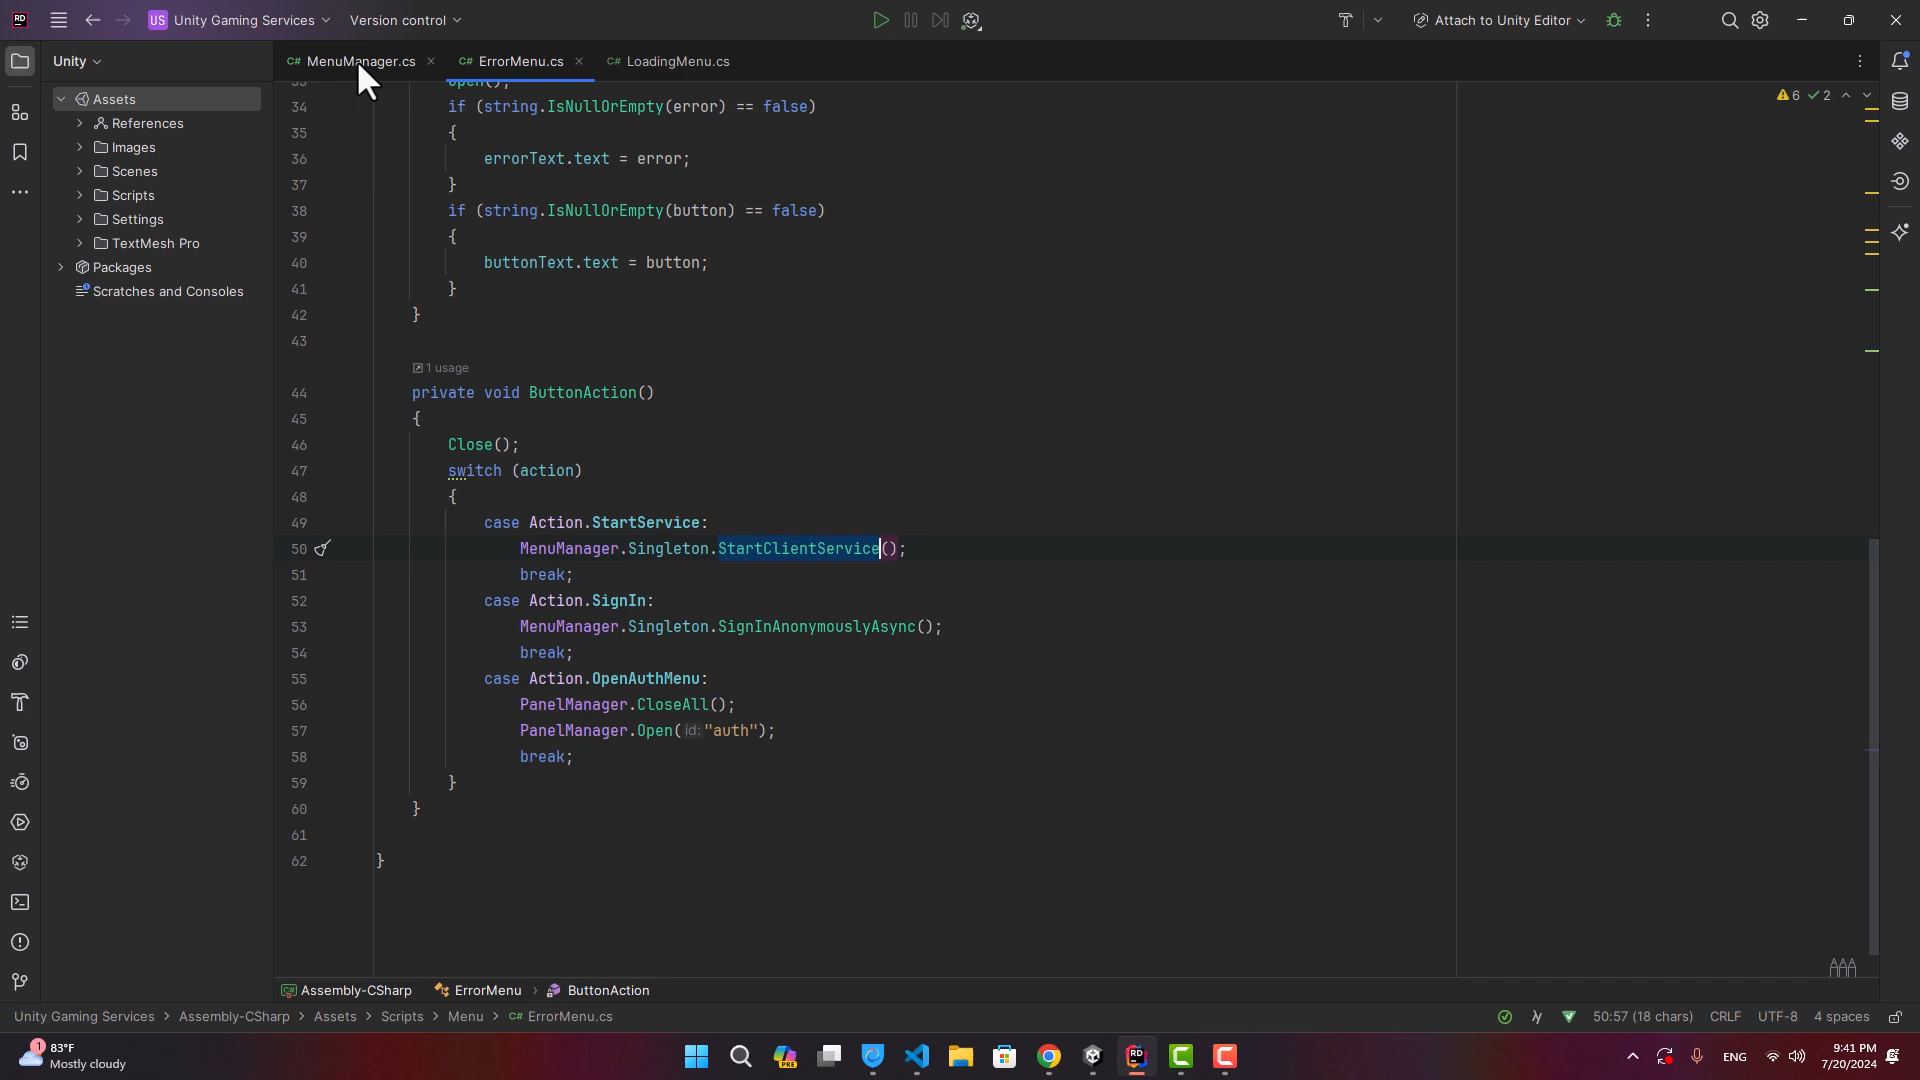 RD
US Unity Gaming Services
Version control
Attach to Unity Editor
Unity
C# MenuManager.cs
C# ErrorMenu.cs
C# LoadingMenu.cs
6 2
Assets
References
Images
Scenes
Scripts
Settings
TextMesh Pro
Packages
Scratches and Consoles
33 Open();
34 if (string.IsNullOrEmpty(error) == false)
35 {
36 errorText.text = error;
37 }
38 if (string.IsNullOrEmpty(button) == false)
39 {
40 buttonText.text = button;
41 }
42 }
43
1 usage
44 private void ButtonAction()
45 {
46 Close();
47 switch (action)
48 {
49 case Action.StartService:
50 MenuManager.Singleton.StartClientService();
51 break;
52 case Action.SignIn:
53 MenuManager.Singleton.SignInAnonymouslyAsync();
54 break;
55 case Action.OpenAuthMenu:
56 PanelManager.CloseAll();
57 PanelManager.Open(id: "auth");
58 break;
59 }
60 }
61
62 }
C# Assembly-CSharp ErrorMenu › ButtonAction
Unity Gaming Services › Assembly-CSharp › Assets › Scripts › Menu › C# ErrorMenu.cs
50:57 (18 chars) CRLF UTF-8 4 spaces
1
83°F
Mostly cloudy
PRE
RD
ENG
9:41 PM
7/20/2024